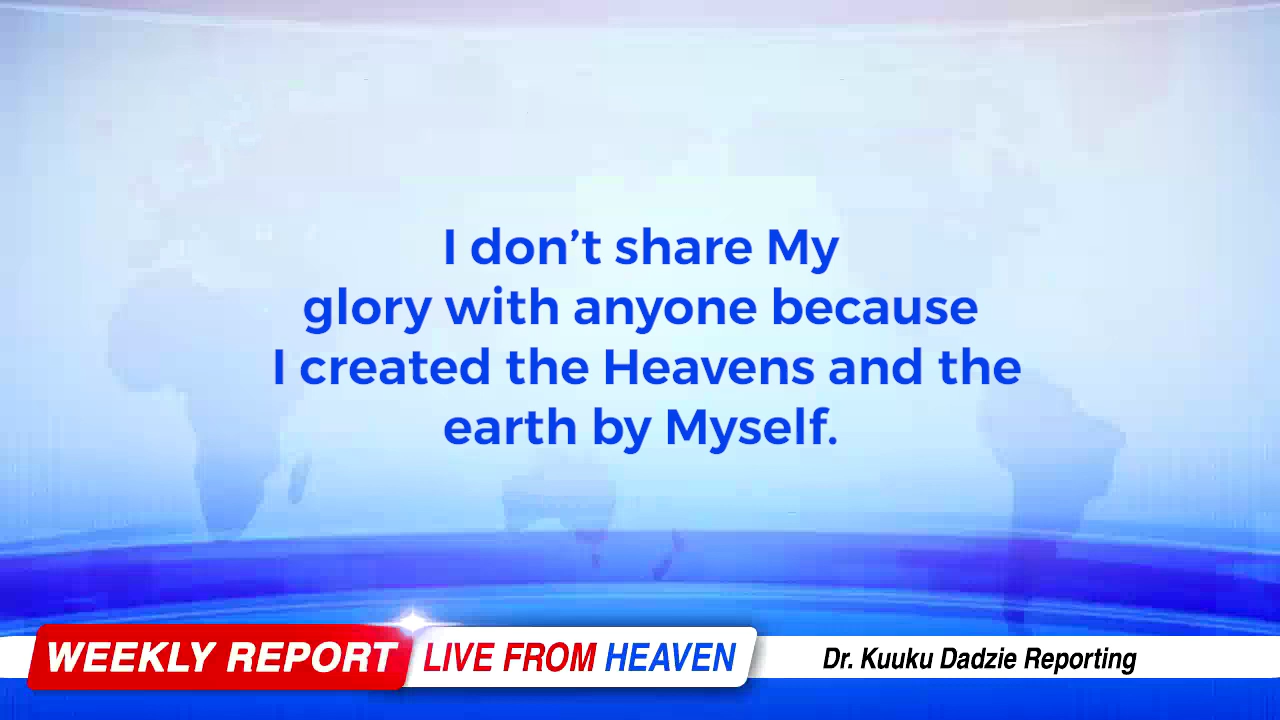 I don’t share My
glory with anyone because
I created the Heavens and the
earth by Myself.
WEEKLY REPORT LIVE FROM HEAVEN Dr. Kuuku Dadzie Reporting